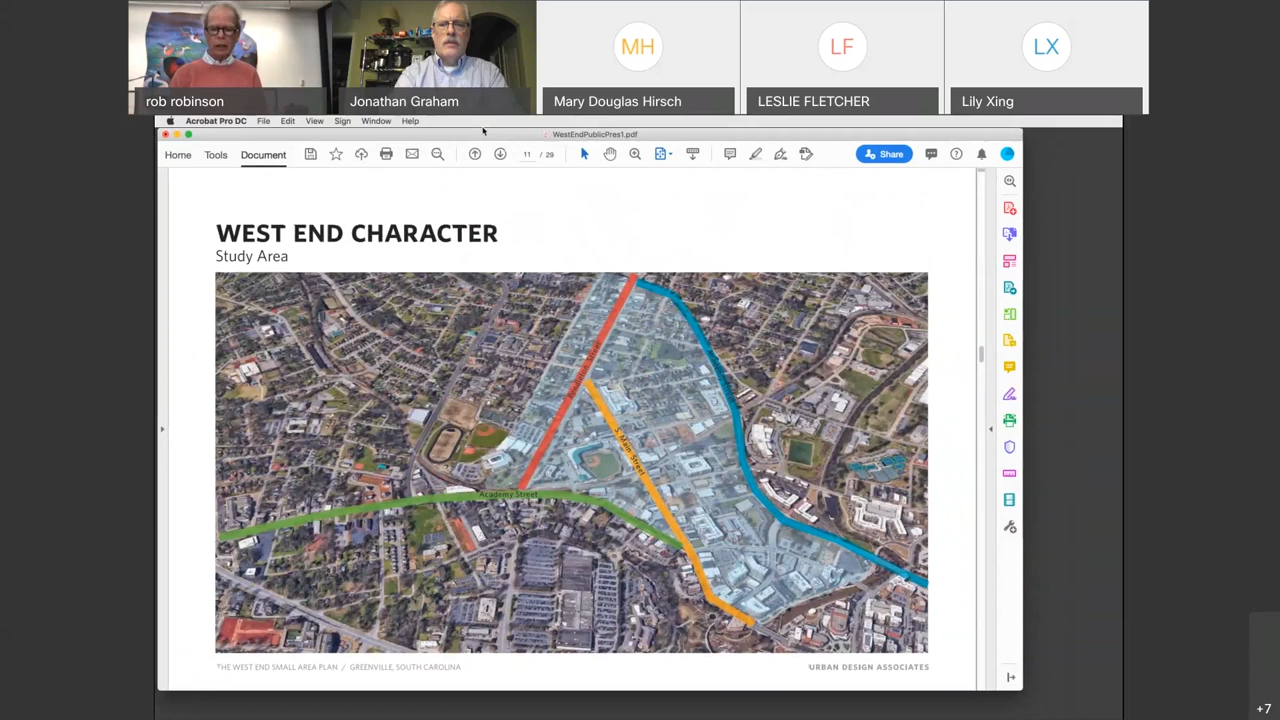 MH
LF
LX
rob robinson
Jonathan Graham
Mary Douglas Hirsch
LESLIE FLETCHER
Lily Xing
Acrobat Pro DC File Edit View Sign Window Help
WestEndPublicPres1.pdf
Home Tools Document
11 / 29
Share
WEST END CHARACTER
Study Area
S. Main Street
Academy Street
THE WEST END SMALL AREA PLAN / GREENVILLE, SOUTH CAROLINA
URBAN DESIGN ASSOCIATES
+7